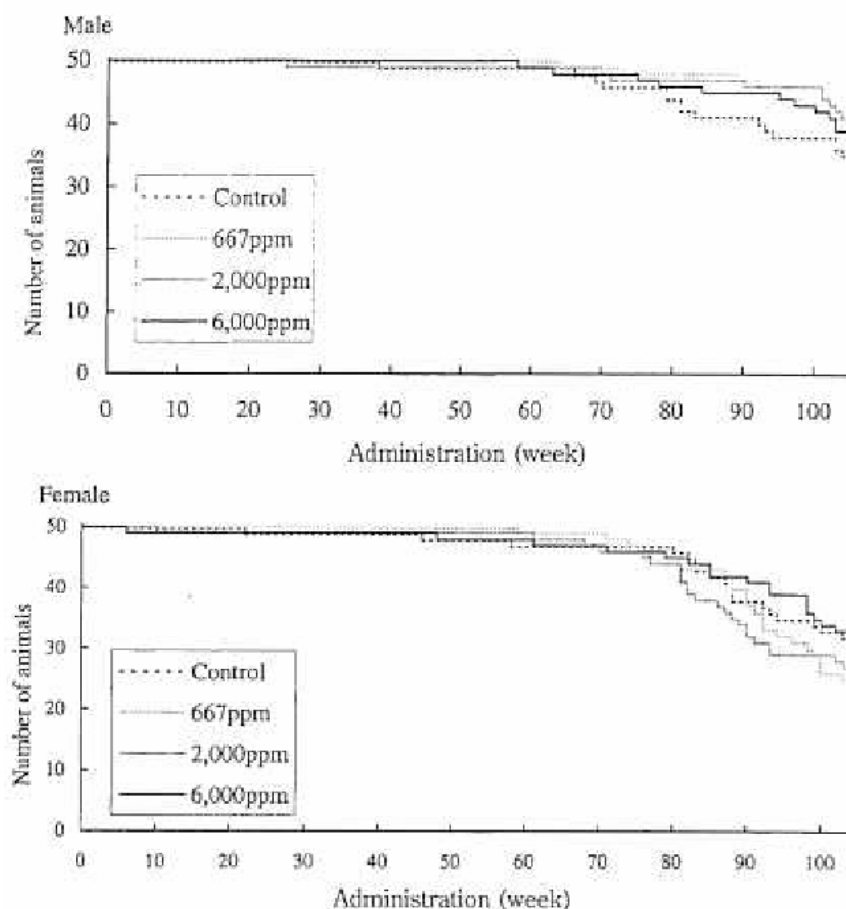 Male
50
40
30
20
10
0
Number of animals
Control
667ppm
2,000ppm
6,000ppm
0 10 20 30 40 50 60 70 80 90 100
Administration (week)
Female
50
40
30
20
10
0
Number of animals
Control
667ppm
2,000ppm
6,000ppm
0 10 20 30 40 50 60 70 80 90 100
Administration (week)